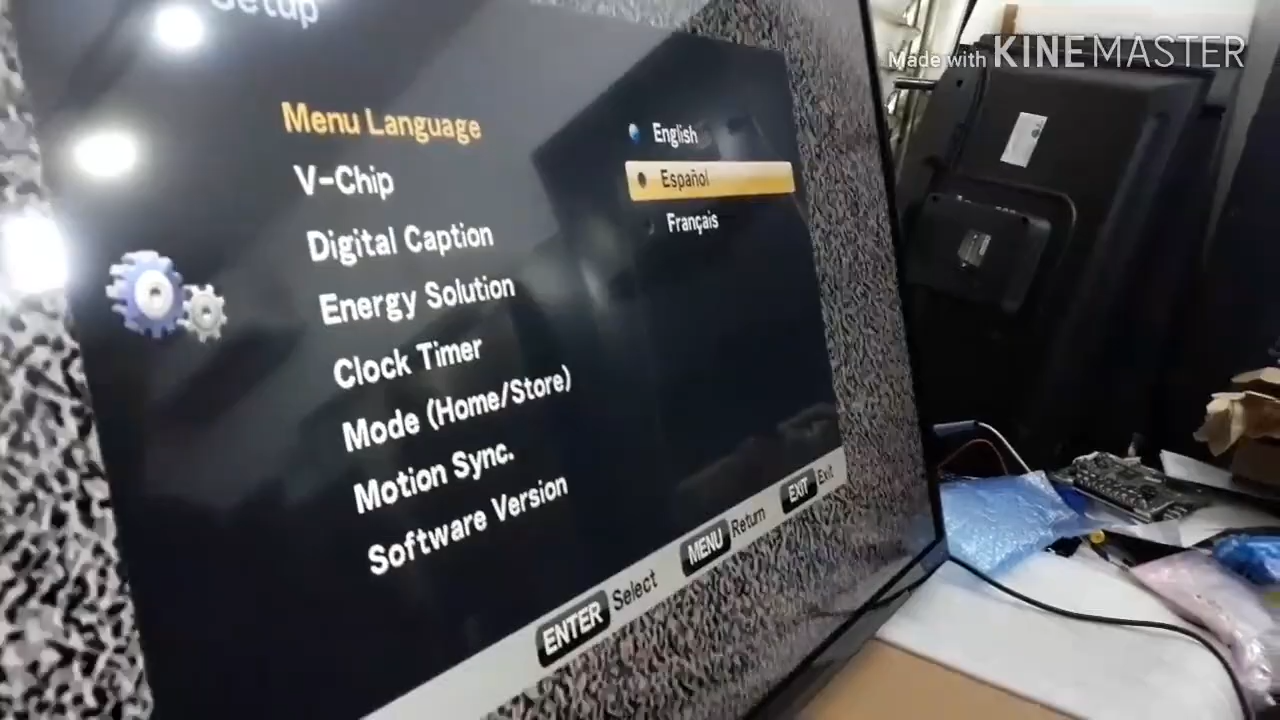 Setup
Made with KINEMASTER
Menu Language
English
V-Chip
Español
Digital Caption
Français
Energy Solution
Clock Timer
Mode (Home/Store)
Motion Sync.
Software Version
ENTER Select MENU Return EXIT Exit